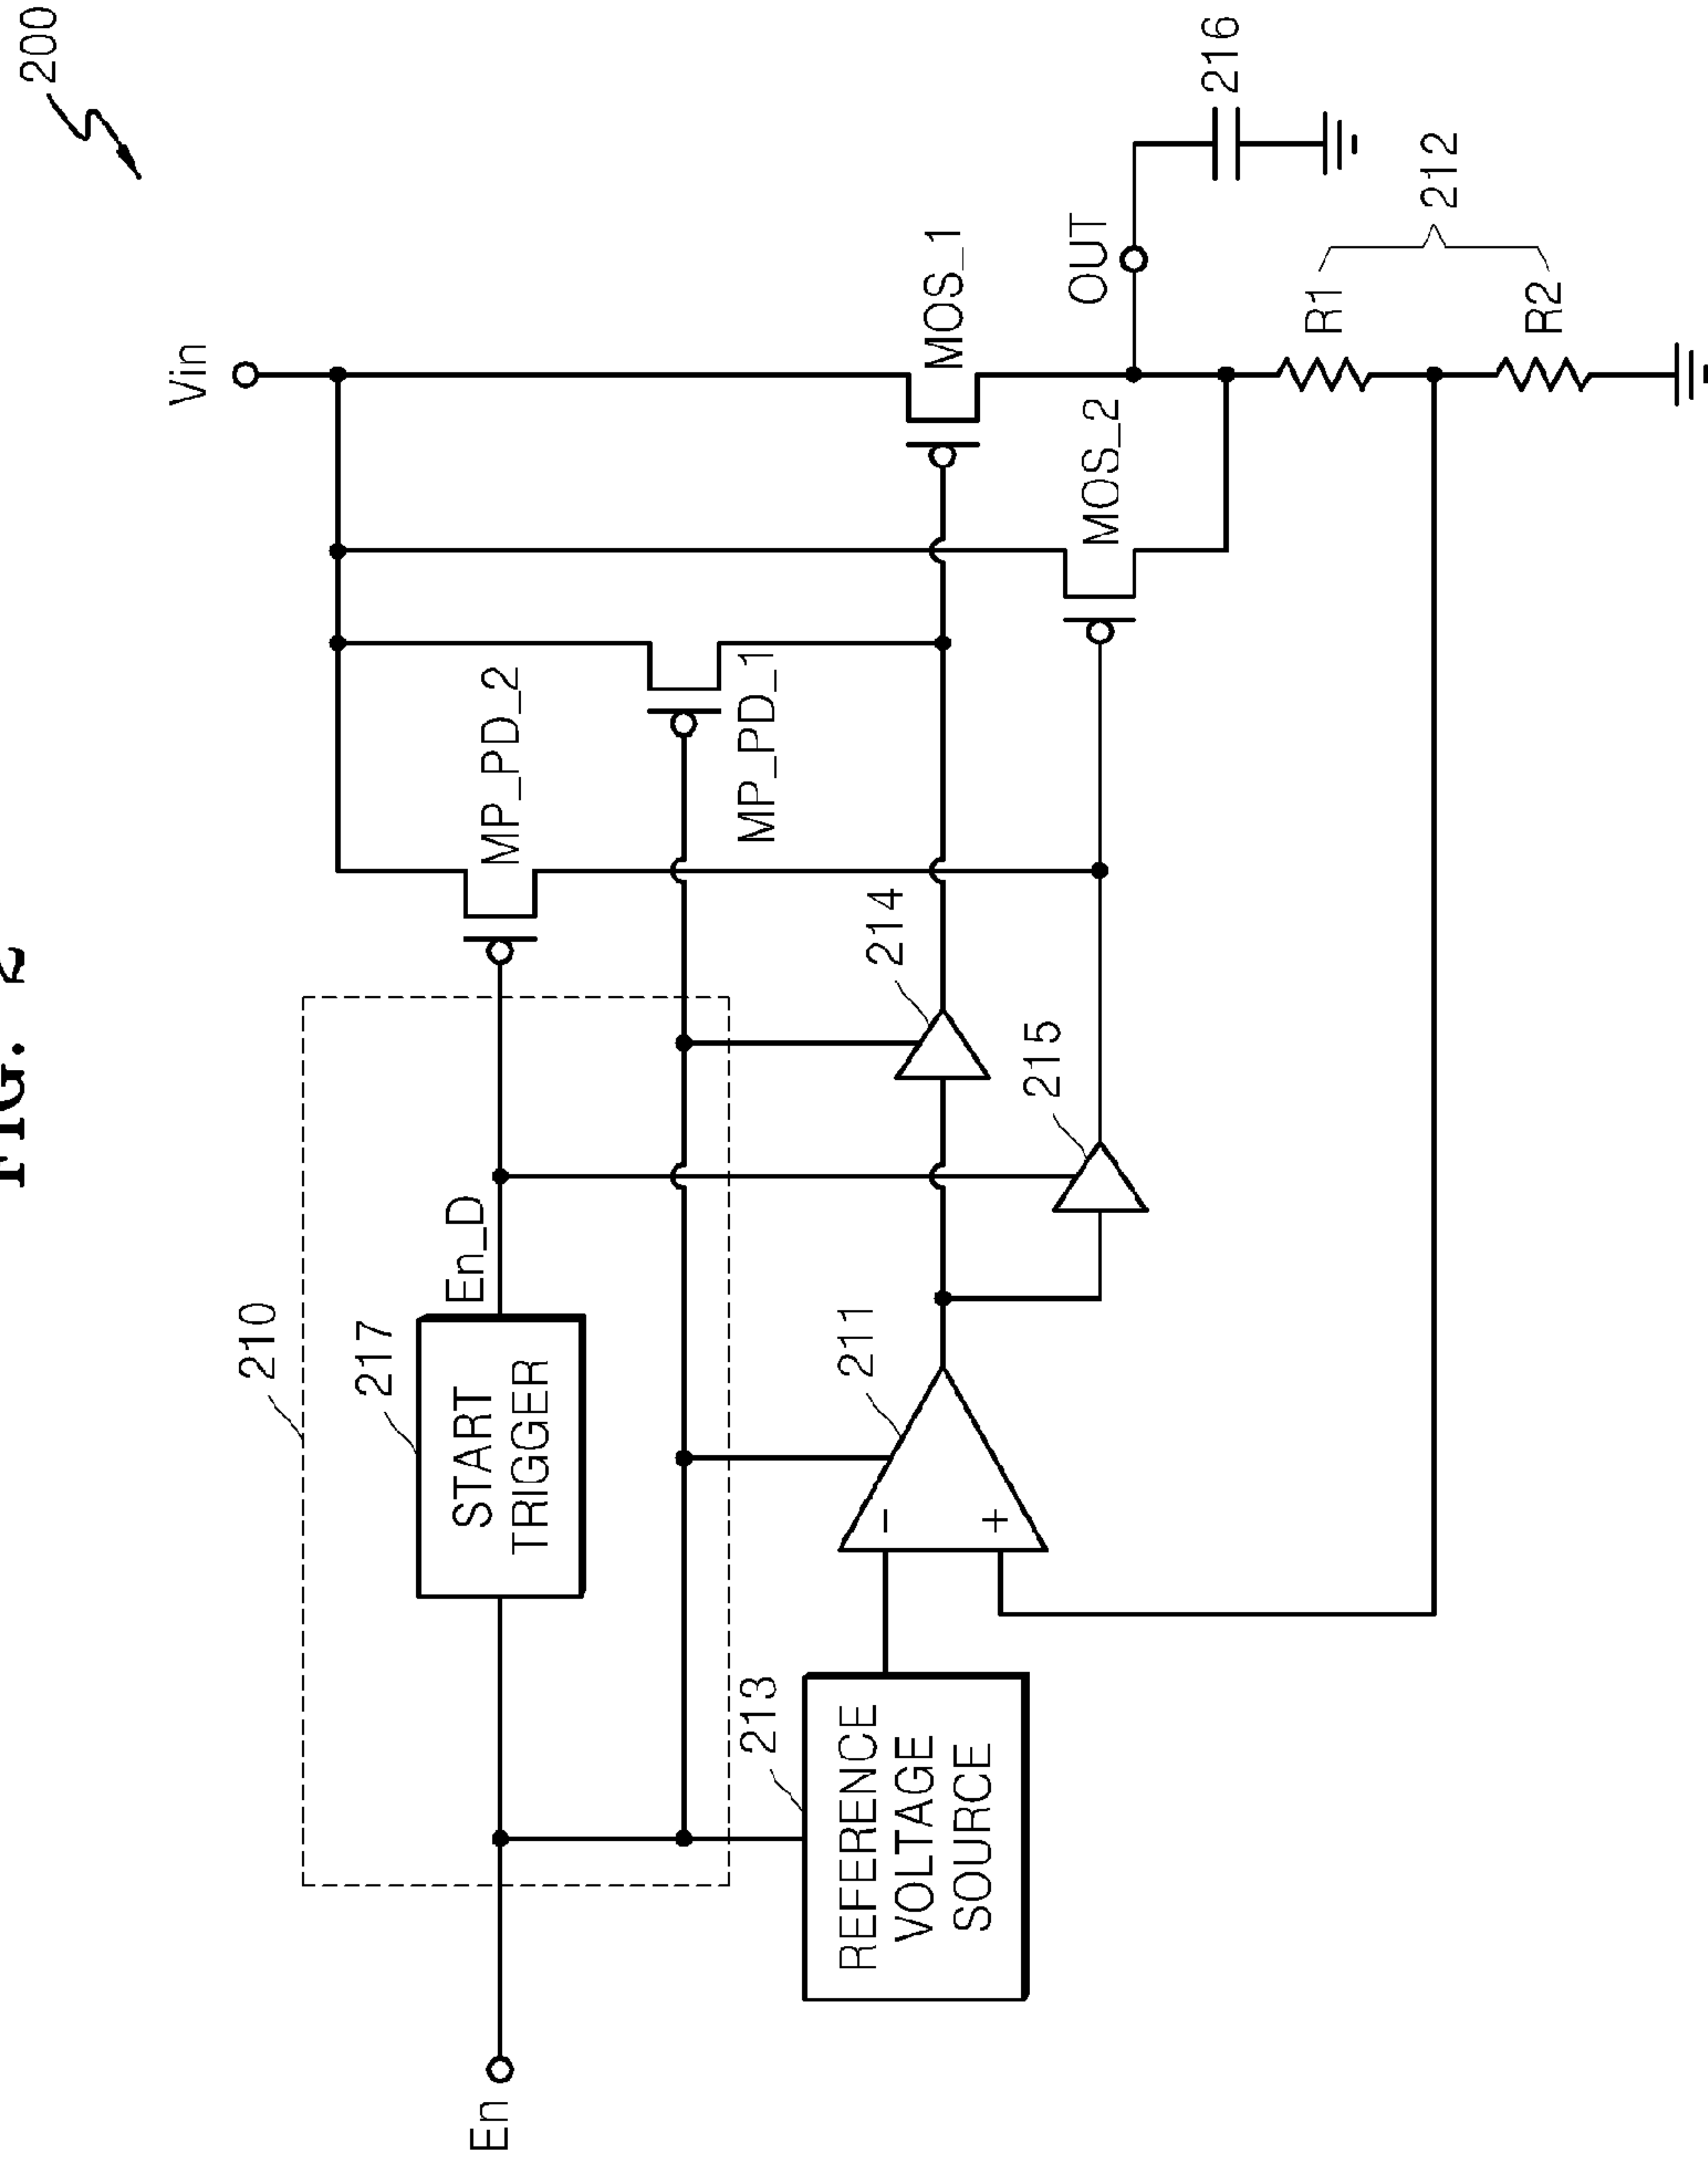 FIG. 2
200
Vin
210
217
START
TRIGGER
En_D
MP_PD_2
MP_PD_1
MOS_1
MOS_2
OUT
216
R1
R2
212
214
215
211
−
+
213
REFERENCE
VOLTAGE
SOURCE
En